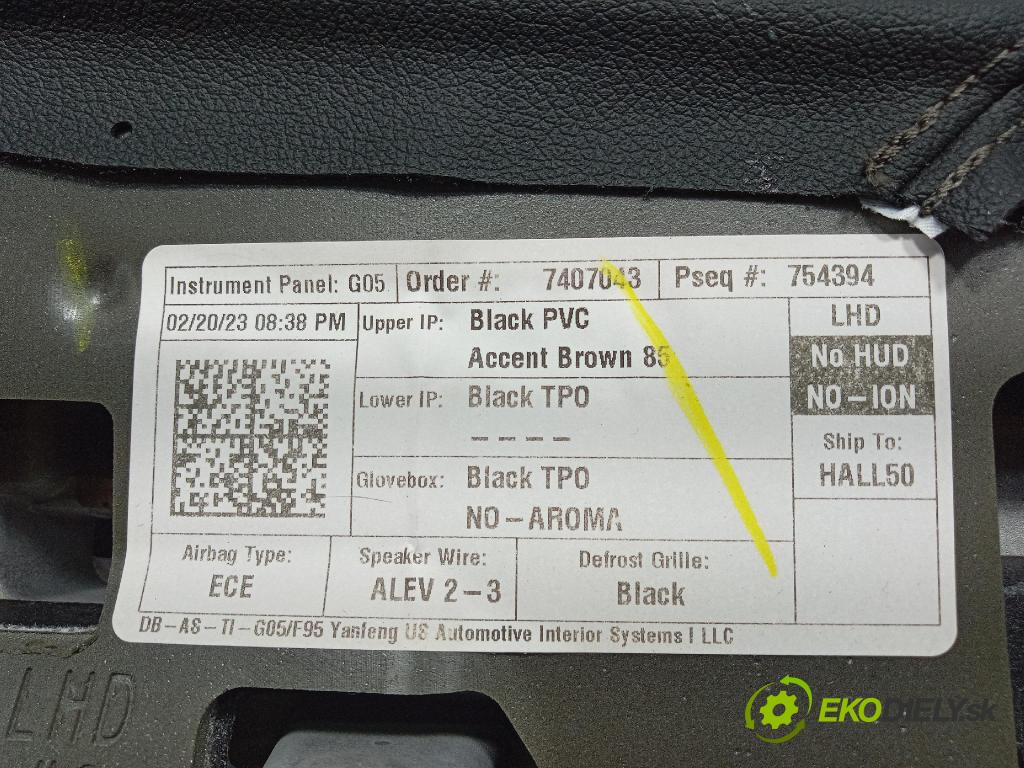 Instrument Panel: G05 Order #: 7407043 Pseq #: 754394
02/20/23 08:38 PM Upper IP: Black PVC LHD
Accent Brown 85 No HUD
Lower IP: Black TPO NO-ION
---- Ship To:
Glovebox: Black TPO HALL50
NO-AROMA
Airbag Type: Speaker Wire: Defrost Grille:
ECE ALEV 2-3 Black
DB-AS-TI-G05/F95 Yanfeng US Automotive Interior Systems I LLC
LHD
EKODIELY.sk